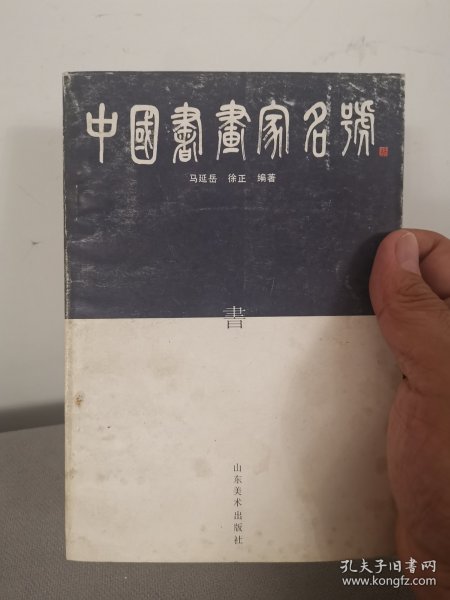 中國書畫家名號
马延岳 徐正 编著
書
山东美术出版社
孔夫子旧书网
www.kongfz.com